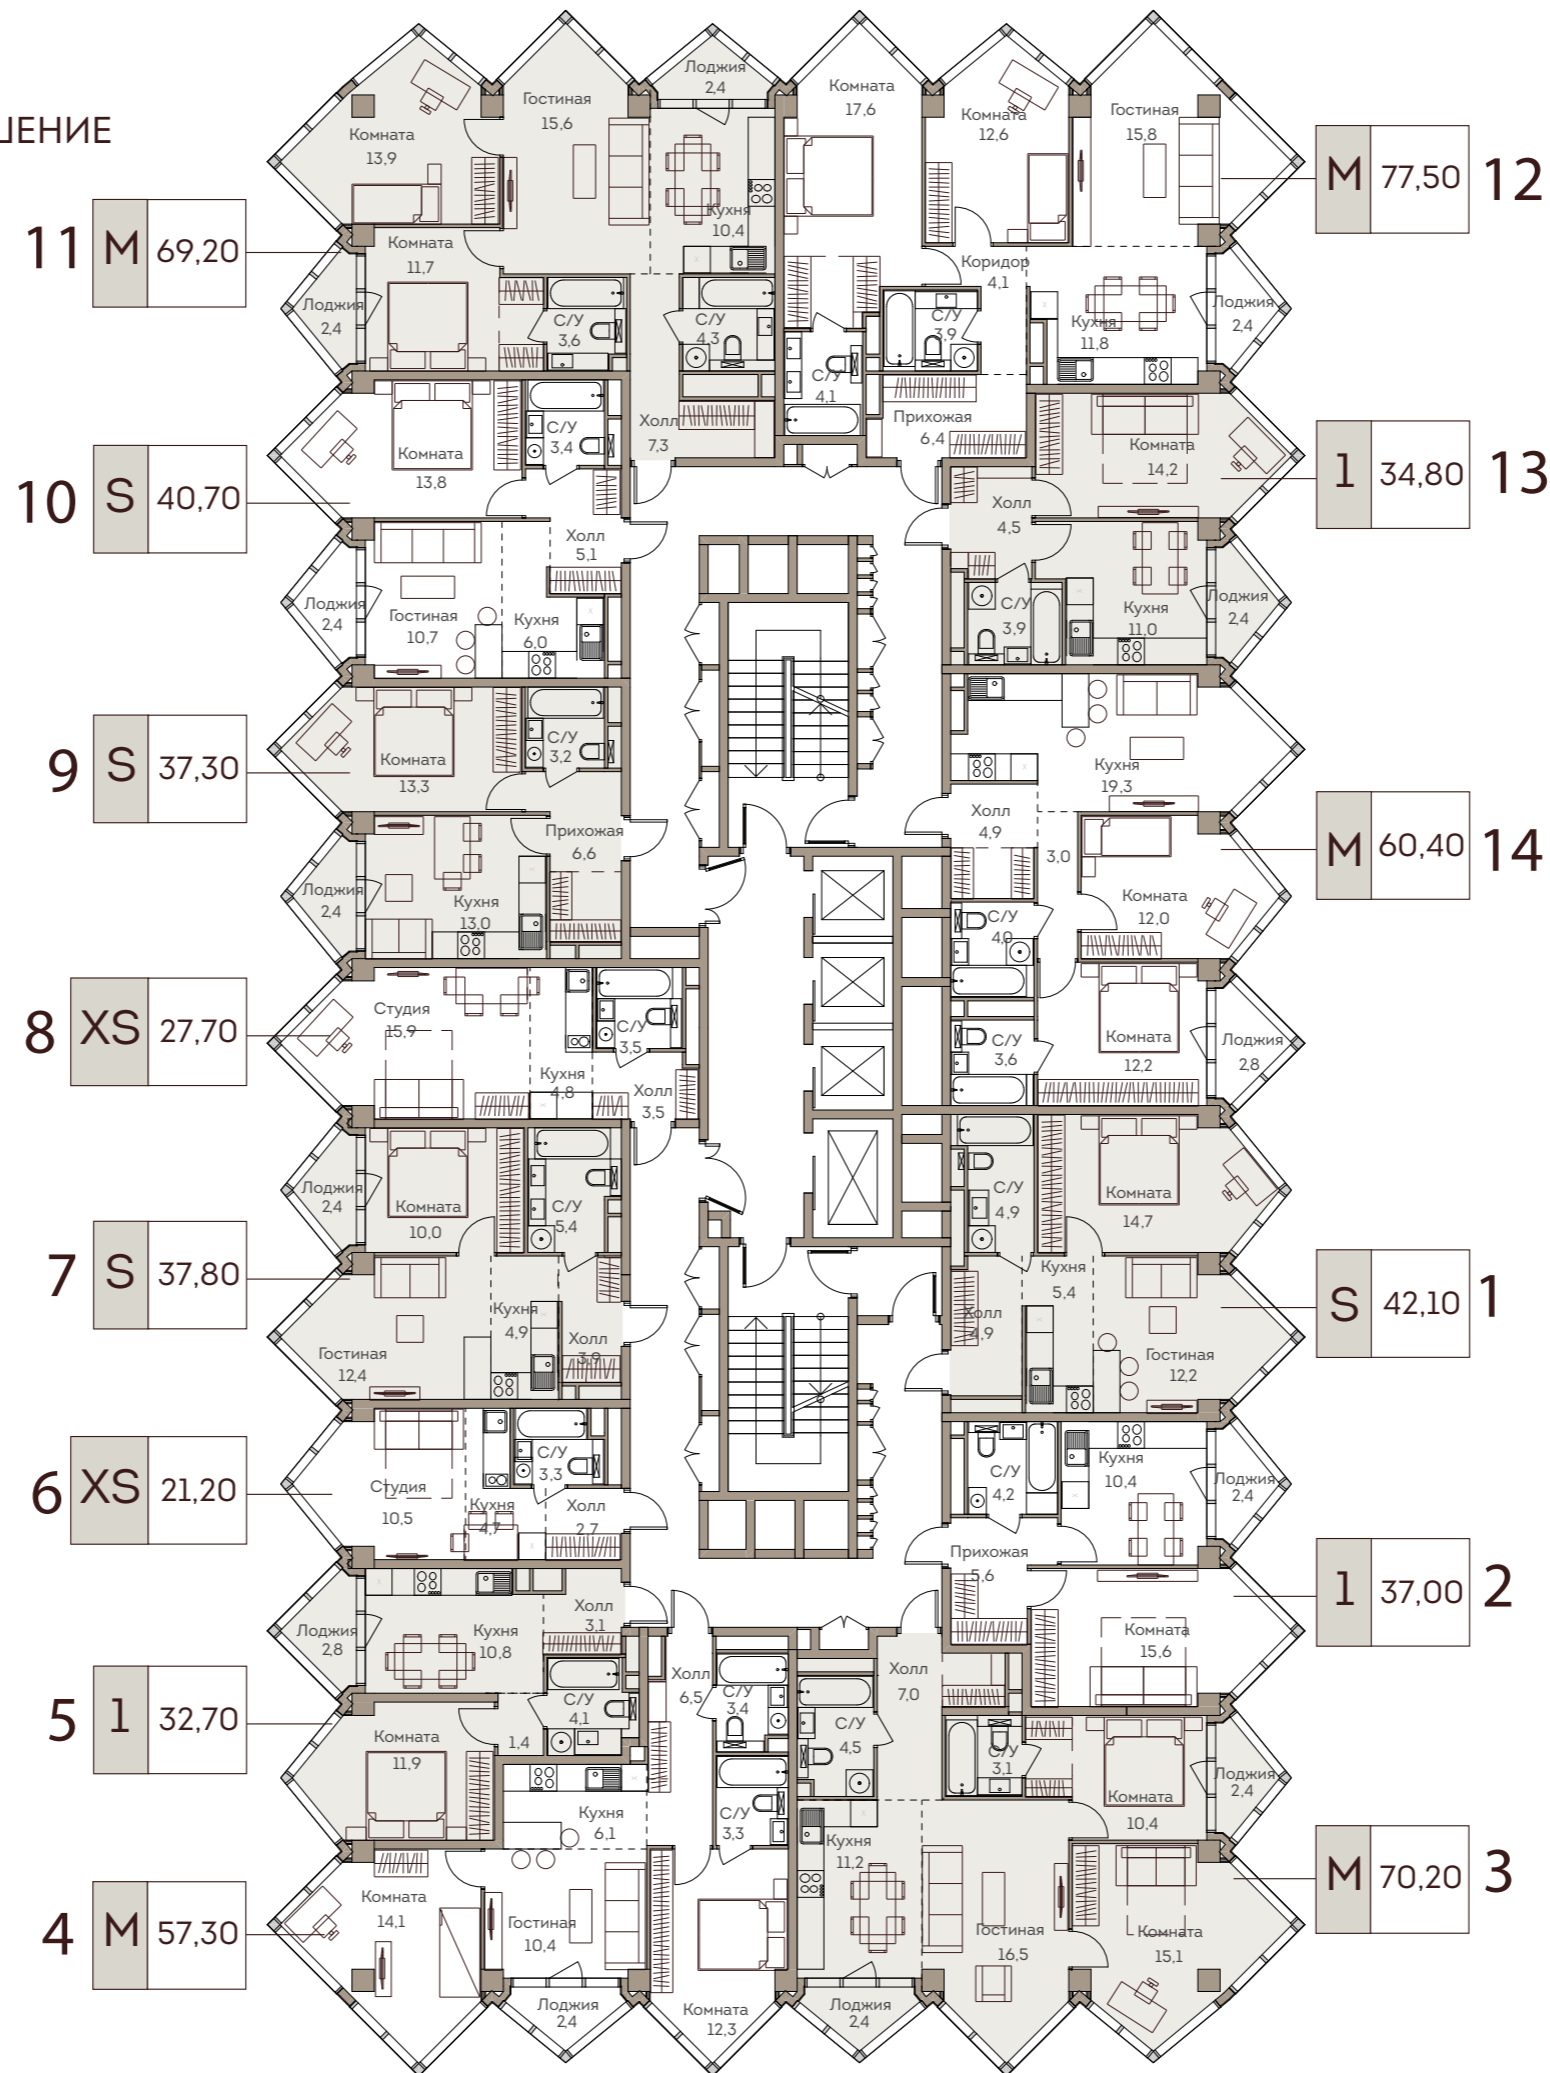 ШЕНИЕ
Лоджия
2,4
Гостиная
15,6
Комната
13,9
Кухня
10,4
Комната
11,7
Лоджия
2,4
С/У
3,6
С/У
4,3
Холл
7,3
11 M 69,20
Комната
17,6
Комната
12,6
Гостиная
15,8
Коридор
4,1
Лоджия
2,4
Кухня
11,8
С/У
3,9
С/У
4,1
Прихожая
6,4
M 77,50 12
Комната
13,8
С/У
3,4
Холл
5,1
Лоджия
2,4
Гостиная
10,7
Кухня
6,0
10 S 40,70
Комната
14,2
Холл
4,5
С/У
3,9
Кухня
11,0
Лоджия
2,4
1 34,80 13
Комната
13,3
С/У
3,2
Прихожая
6,6
Лоджия
2,4
Кухня
13,0
9 S 37,30
Кухня
19,3
Холл
4,9
3,0
Комната
12,0
С/У
4,0
С/У
3,6
Комната
12,2
Лоджия
2,8
M 60,40 14
Студия
15,9
С/У
3,5
Кухня
4,8
Холл
3,5
8 XS 27,70
Лоджия
2,4
Комната
10,0
С/У
5,4
Кухня
4,9
Холл
3,9
Гостиная
12,4
7 S 37,80
С/У
4,9
Комната
14,7
Кухня
5,4
Холл
4,9
Гостиная
12,2
S 42,10 1
Студия
10,5
С/У
3,3
Кухня
4,7
Холл
2,7
6 XS 21,20
С/У
4,2
Кухня
10,4
Лоджия
2,4
Прихожая
5,6
Комната
15,6
1 37,00 2
Холл
3,1
Лоджия
2,8
Кухня
10,8
С/У
4,1
1,4
Комната
11,9
5 1 32,70
Холл
6,5
С/У
3,4
С/У
3,3
Кухня
6,1
Комната
14,1
Гостиная
10,4
Лоджия
2,4
Комната
12,3
4 M 57,30
Холл
7,0
С/У
4,5
С/У
3,1
Лоджия
2,4
Комната
10,4
Кухня
11,2
Гостиная
16,5
Комната
15,1
Лоджия
2,4
M 70,20 3